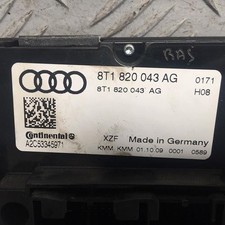 BAS
8T1 820 043 AG 0171
8T1 820 043 AG H08
Continental
XZF Made in Germany
A2C53345971
KMM KMM 01.10.09 0001 0589